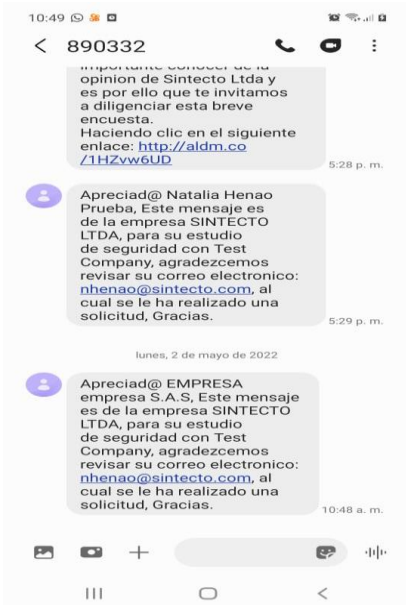 10:49
890332
importante conocer de la
opinion de Sintecto Ltda y
es por ello que te invitamos
a diligenciar esta breve
encuesta.
Haciendo clic en el siguiente
enlace: http://aldm.co
/1HZvw6UD
5:28 p. m.
Apreciad@ Natalia Henao
Prueba, Este mensaje es
de la empresa SINTECTO
LTDA, para su estudio
de seguridad con Test
Company, agradezcemos
revisar su correo electronico:
nhenao@sintecto.com, al
cual se le ha realizado una
solicitud, Gracias.
5:29 p. m.
lunes, 2 de mayo de 2022
Apreciad@ EMPRESA
empresa S.A.S, Este mensaje
es de la empresa SINTECTO
LTDA, para su estudio
de seguridad con Test
Company, agradezcemos
revisar su correo electronico:
nhenao@sintecto.com, al
cual se le ha realizado una
solicitud, Gracias.
10:48 a. m.